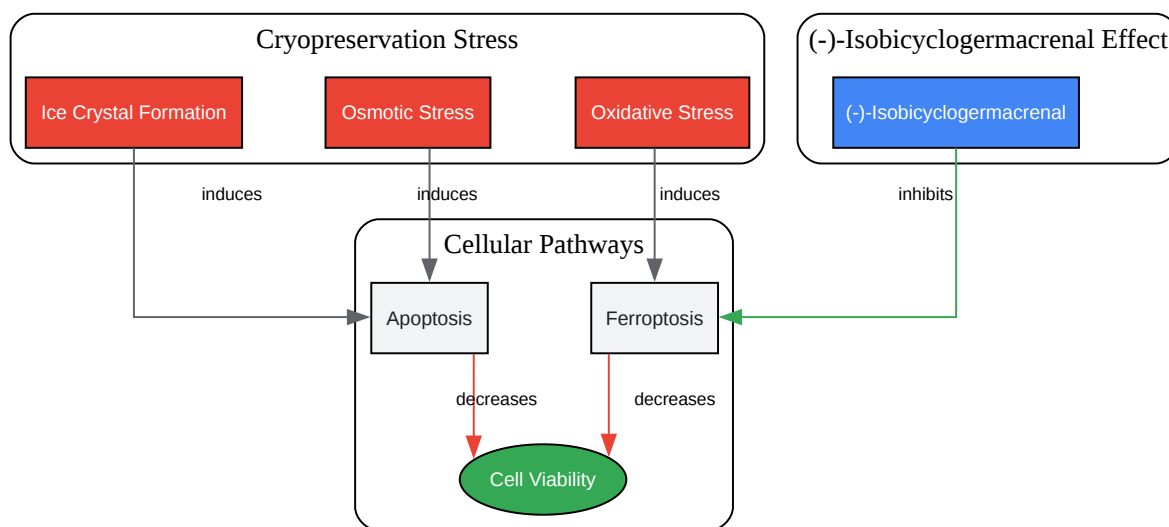 Cryopreservation Stress
(-)-Isobicyclogermacrenal Effect
Ice Crystal Formation
Osmotic Stress
Oxidative Stress
(-)-Isobicyclogermacrenal
induces
induces
induces
inhibits
Cellular Pathways
Apoptosis
Ferroptosis
decreases
decreases
Cell Viability